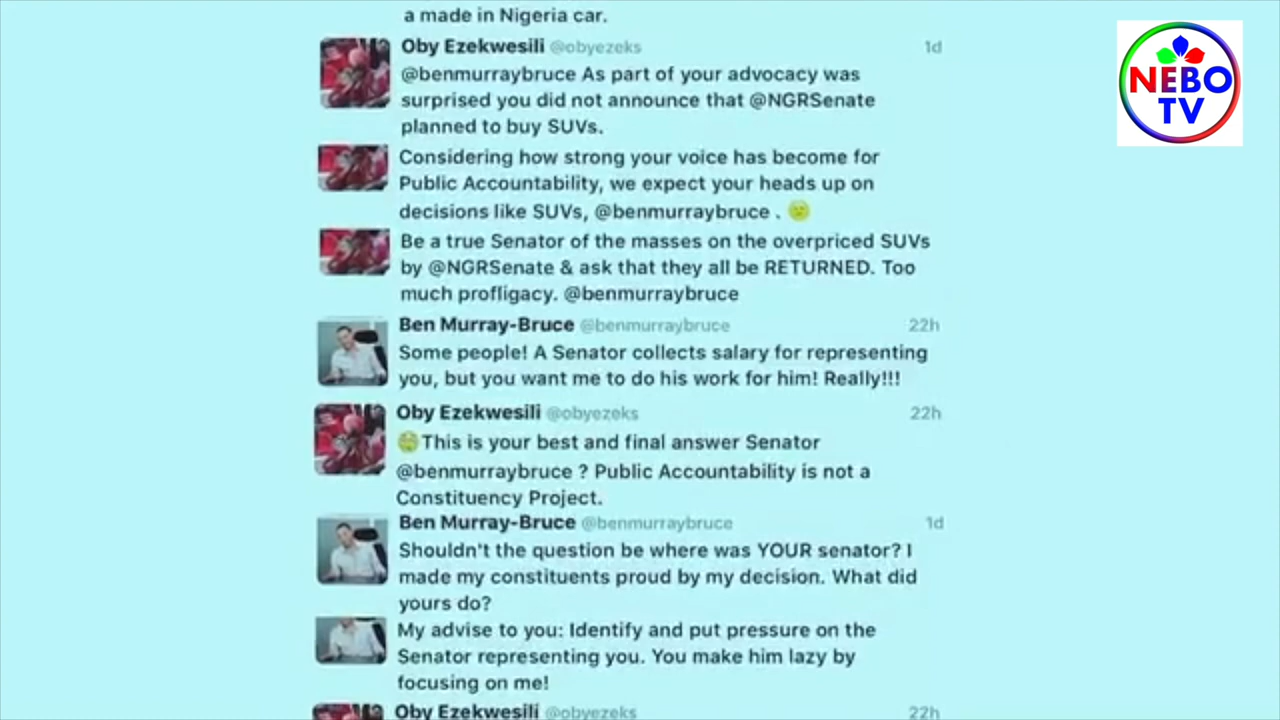 a made in Nigeria car.
Oby Ezekwesili @obyezeks 1d
@benmurraybruce As part of your advocacy was
surprised you did not announce that @NGRSenate
planned to buy SUVs.
Considering how strong your voice has become for
Public Accountability, we expect your heads up on
decisions like SUVs, @benmurraybruce .
Be a true Senator of the masses on the overpriced SUVs
by @NGRSenate & ask that they all be RETURNED. Too
much profligacy. @benmurraybruce
Ben Murray-Bruce @benmurraybruce 22h
Some people! A Senator collects salary for representing
you, but you want me to do his work for him! Really!!!
Oby Ezekwesili @obyezeks 22h
This is your best and final answer Senator
@benmurraybruce ? Public Accountability is not a
Constituency Project.
Ben Murray-Bruce @benmurraybruce 1d
Shouldn't the question be where was YOUR senator? I
made my constituents proud by my decision. What did
yours do?
My advise to you: Identify and put pressure on the
Senator representing you. You make him lazy by
focusing on me!
Oby Ezekwesili @obyezeks 22h
NEBO
TV